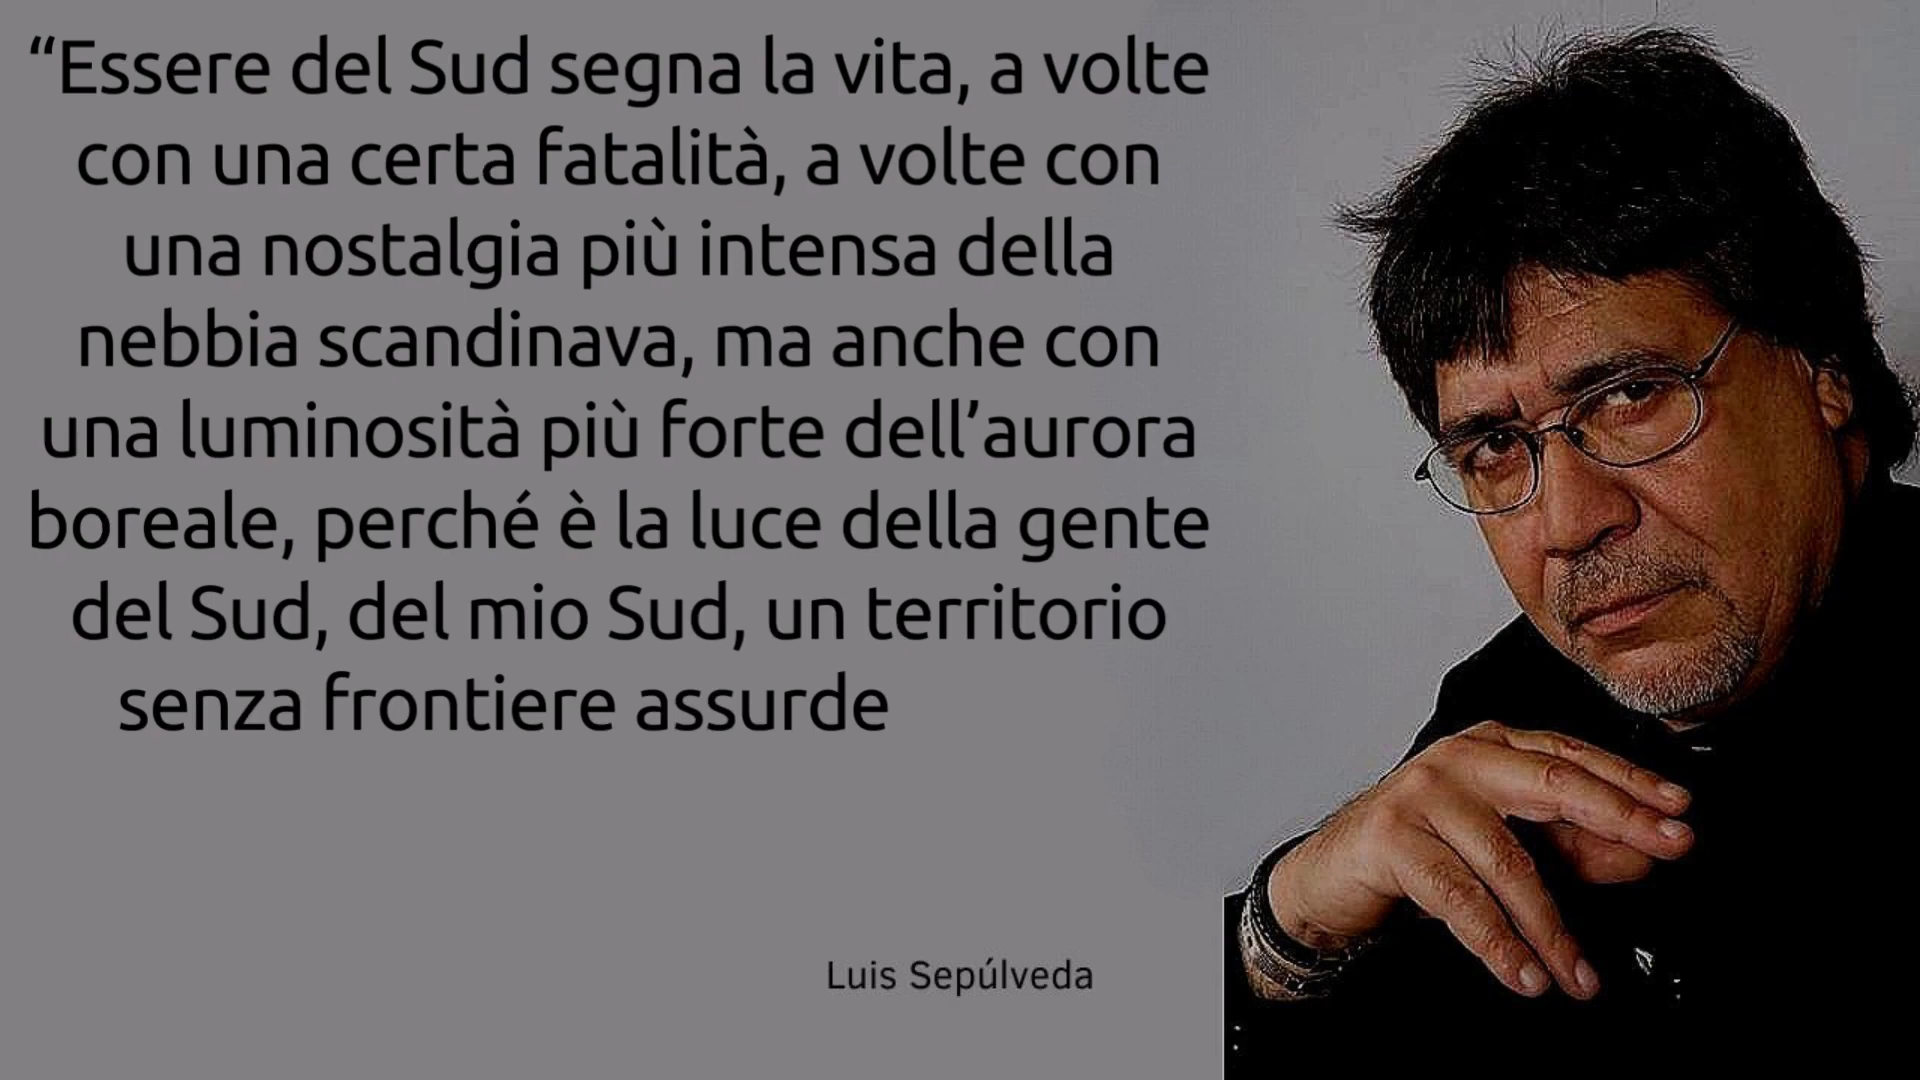 “Essere del Sud segna la vita, a volte
con una certa fatalità, a volte con
una nostalgia più intensa della
nebbia scandinava, ma anche con
una luminosità più forte dell’aurora
boreale, perché è la luce della gente
del Sud, del mio Sud, un territorio
senza frontiere assurde
Luis Sepúlveda